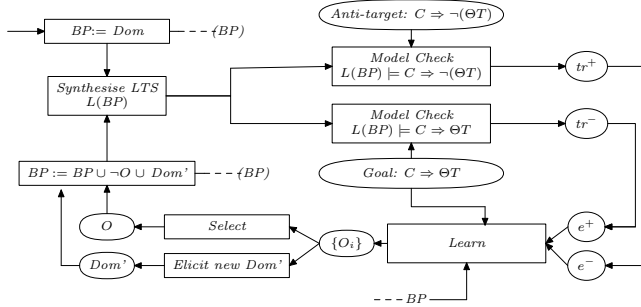 Anti-target: C ⇒ ¬(ΘT)
BP:= Dom
(BP)
Model Check
L(BP) ⊨ C ⇒ ¬(ΘT)
tr⁺
Synthesise LTS
L(BP)
Model Check
L(BP) ⊨ C ⇒ ΘT
tr⁻
BP := BP ∪ ¬O ∪ Dom'
(BP)
Goal: C ⇒ ΘT
O
Select
e⁺
{Oᵢ}
Learn
Dom'
Elicit new Dom'
e⁻
BP